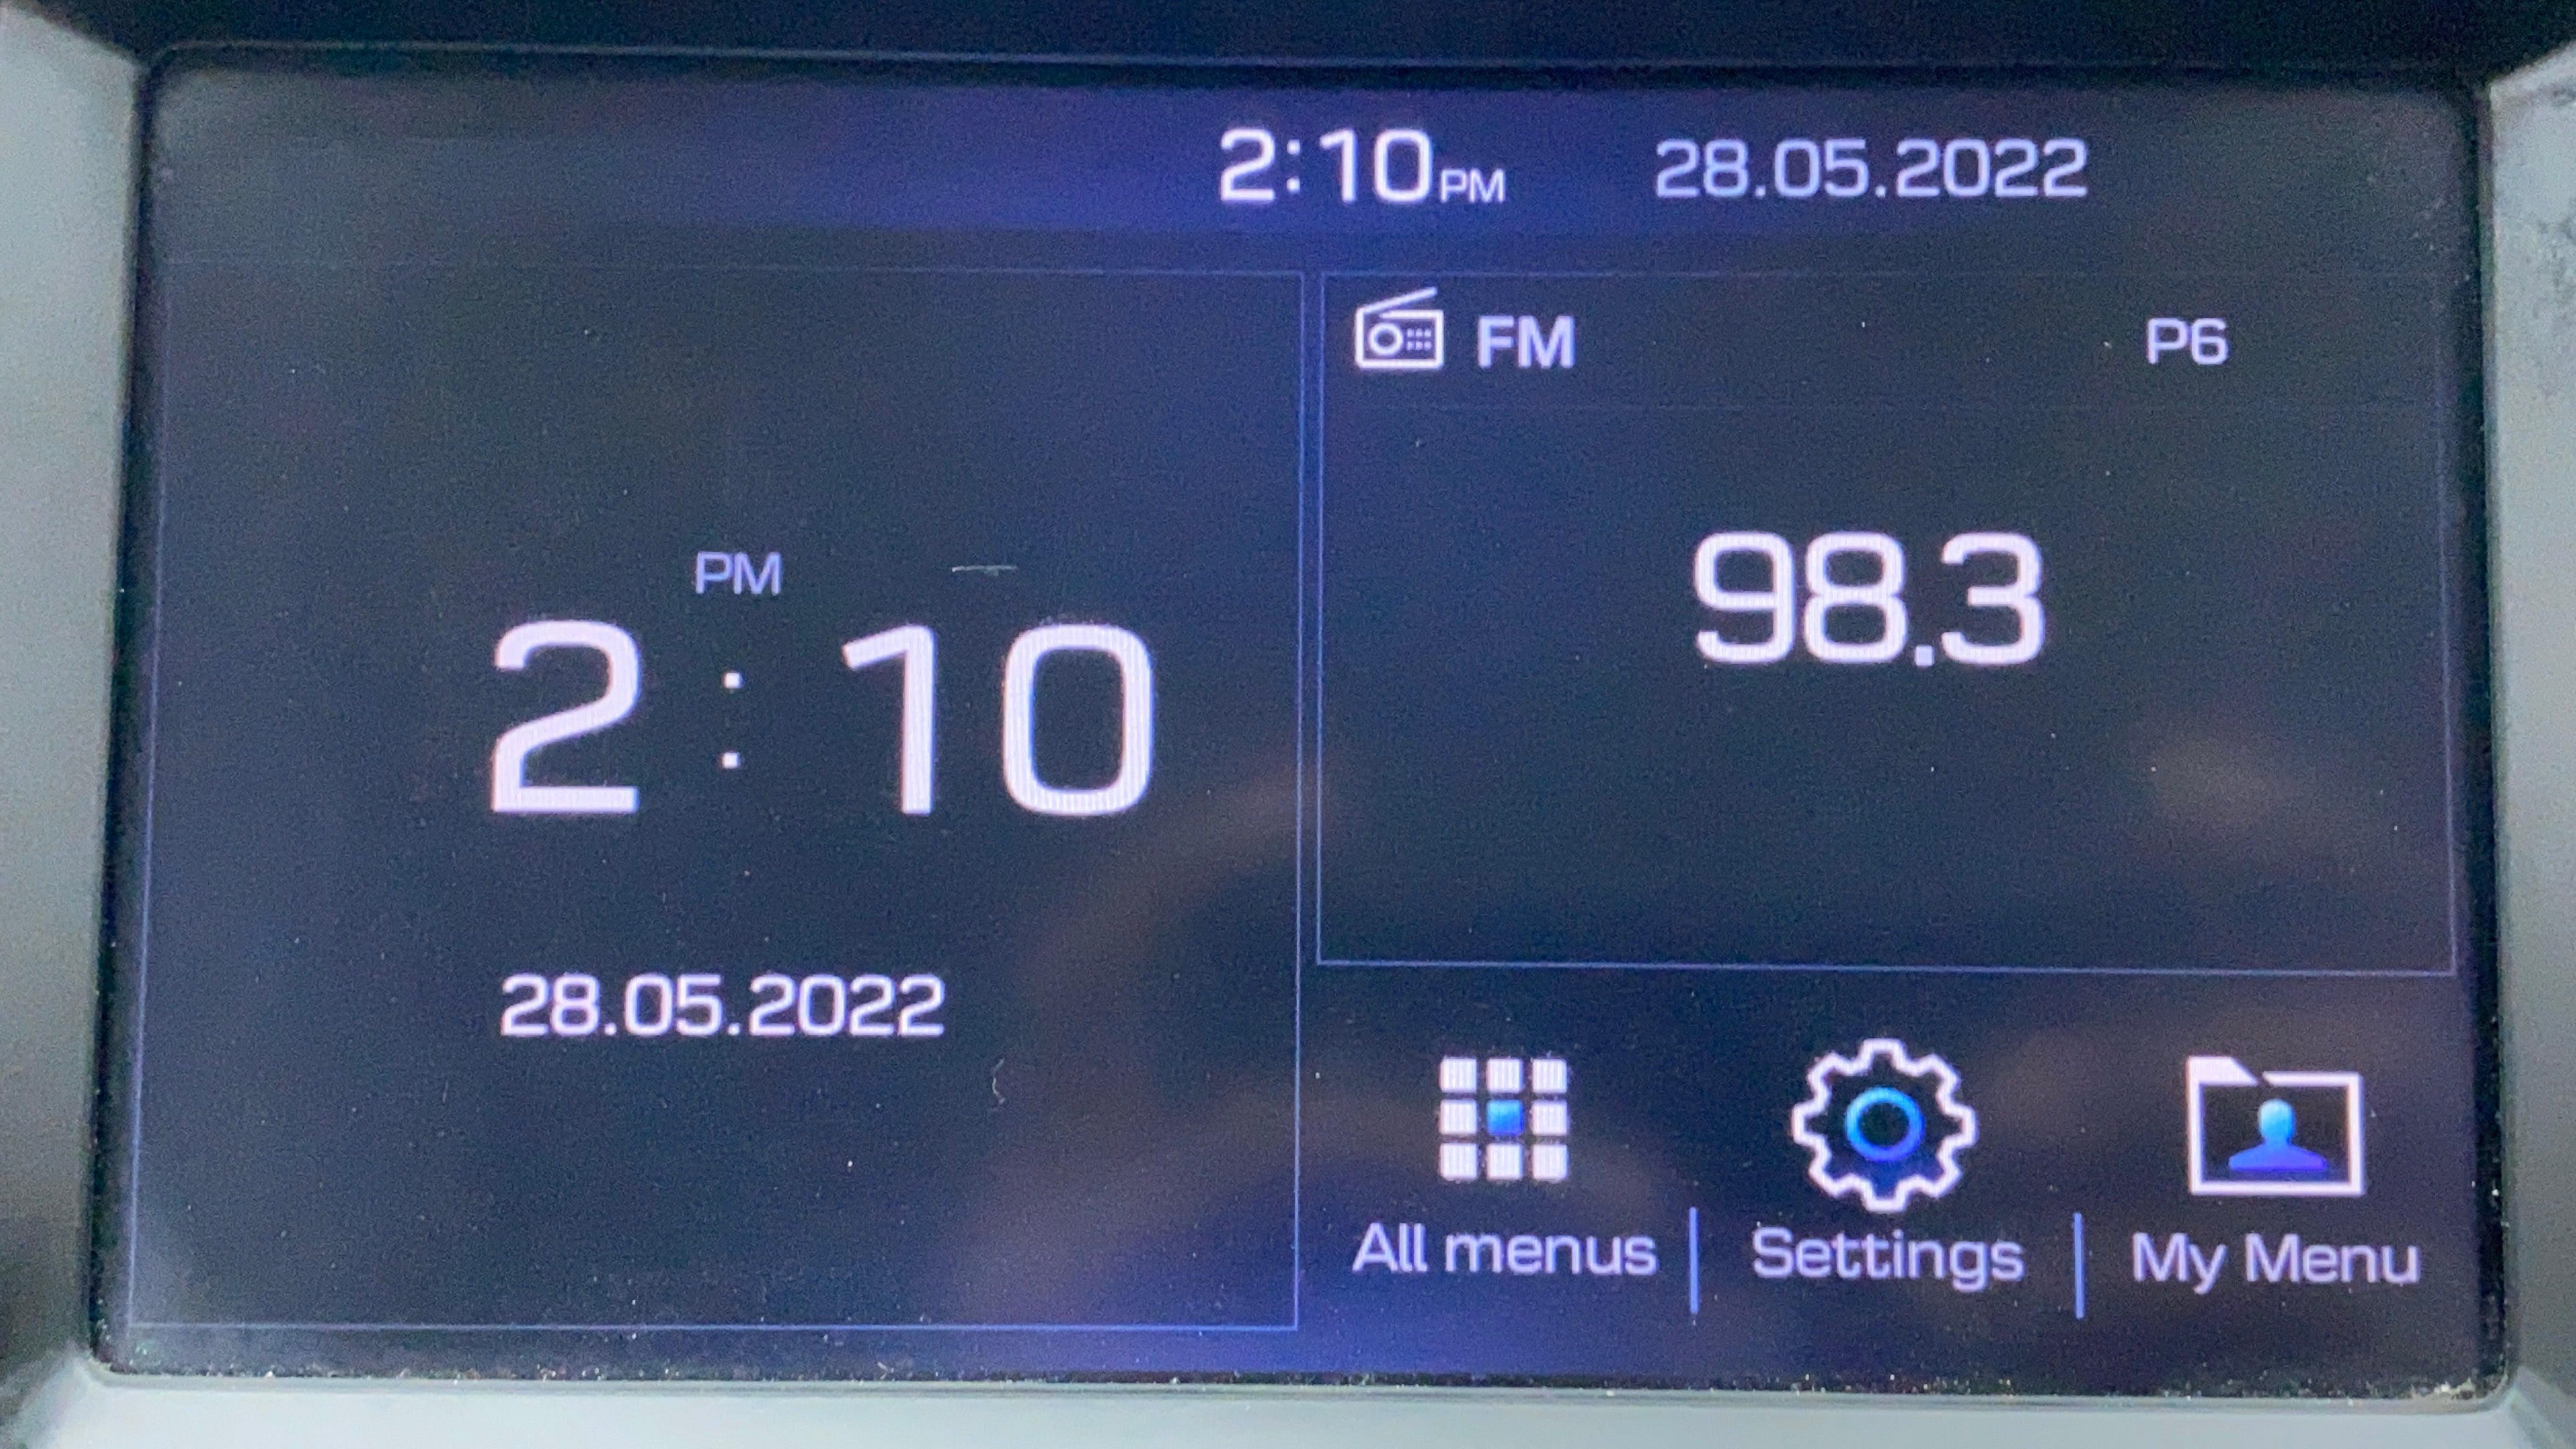 2:10PM 28.05.2022
PM
2:10
28.05.2022
FM P6
98.3
All menus
Settings
My Menu